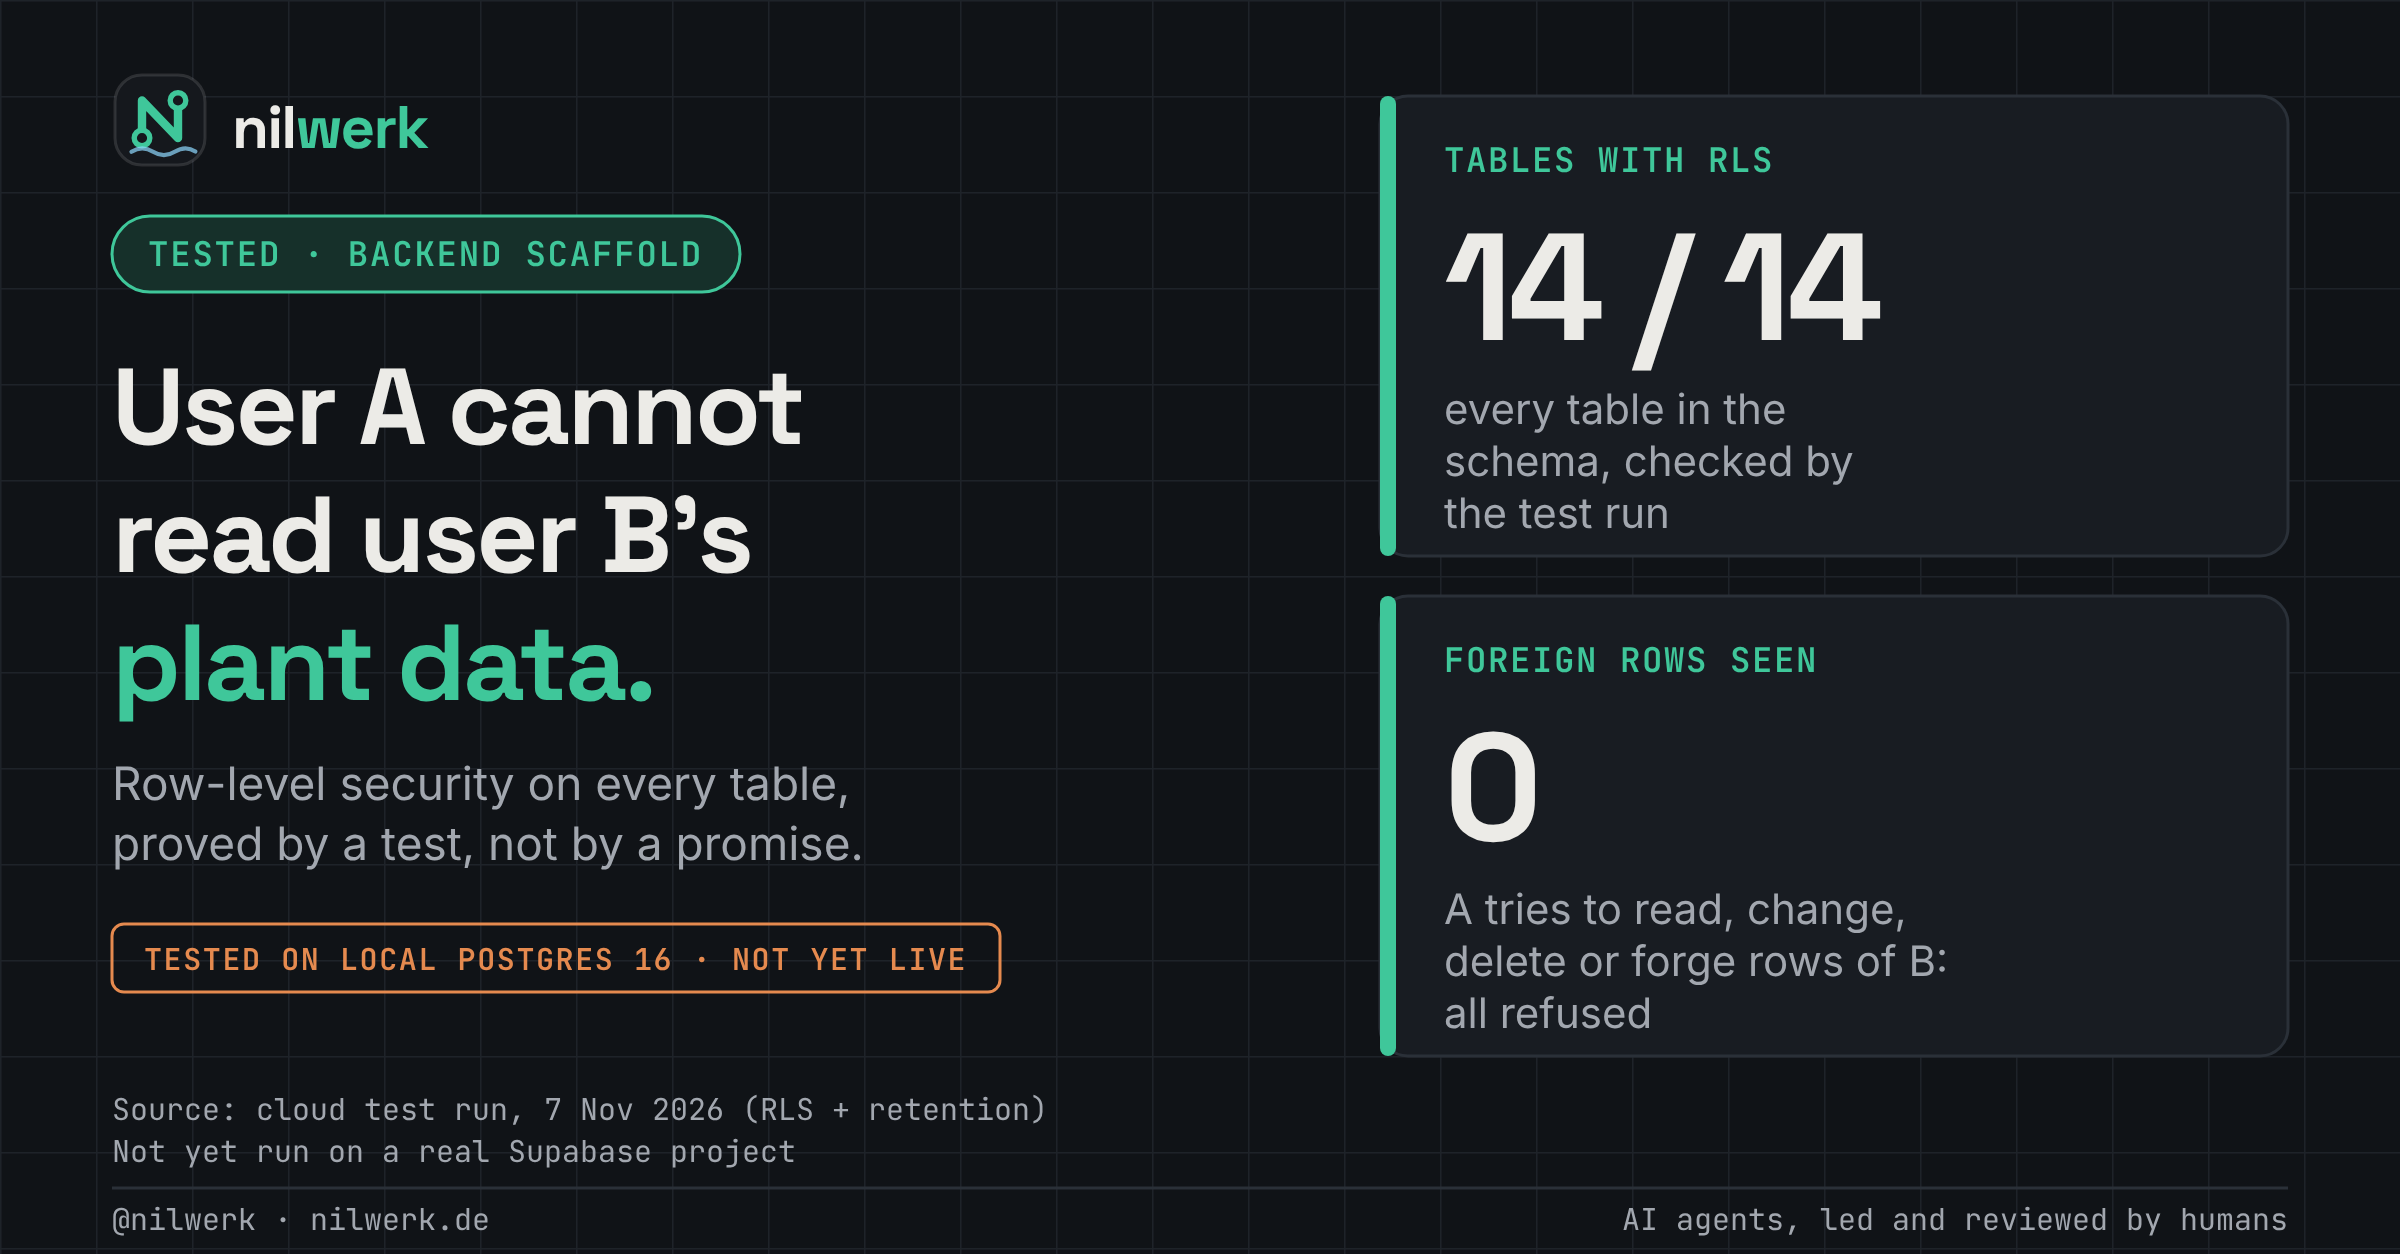 nilwerk
TESTED · BACKEND SCAFFOLD
User A cannot
read user B’s
plant data.
Row-level security on every table,
proved by a test, not by a promise.
TESTED ON LOCAL POSTGRES 16 · NOT YET LIVE
Source: cloud test run, 7 Nov 2026 (RLS + retention)
Not yet run on a real Supabase project
TABLES WITH RLS
14 / 14
every table in the
schema, checked by
the test run
FOREIGN ROWS SEEN
0
A tries to read, change,
delete or forge rows of B:
all refused
@nilwerk · nilwerk.de
AI agents, led and reviewed by humans